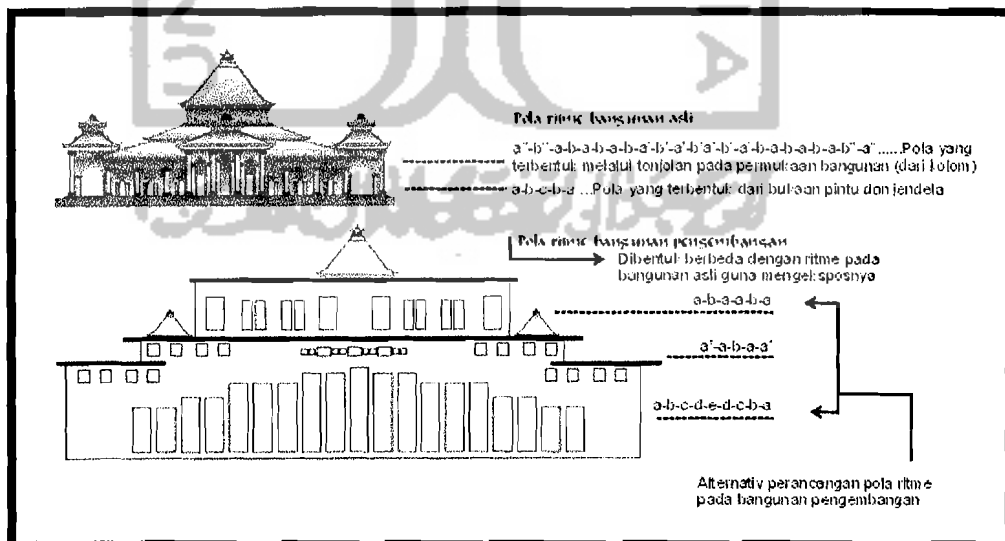 Pola ritme bangunan asli
a"-b"-a-b-a-b-a-b-a-b'-a'-b'a'-b'-a'-b'-a-b-a-b-a-b-a-b"-a" ......Pola yang
terbentuk melalui tonjolan pada permukaan bangunan (dari kolom)
a-b-c-b-a ...Pola yang terbentuk dari bukaan pintu dan jendela
Pola ritme bangunan pengembangan
Dibentuk berbeda dengan ritme pada
bangunan asli guna mengeksposnya
a-b-a-a-b-a
a'-a-b-a-a'
a-b-c-d-e-d-c-b-a
Alternativ perancangan pola ritme
pada bangunan pengembangan